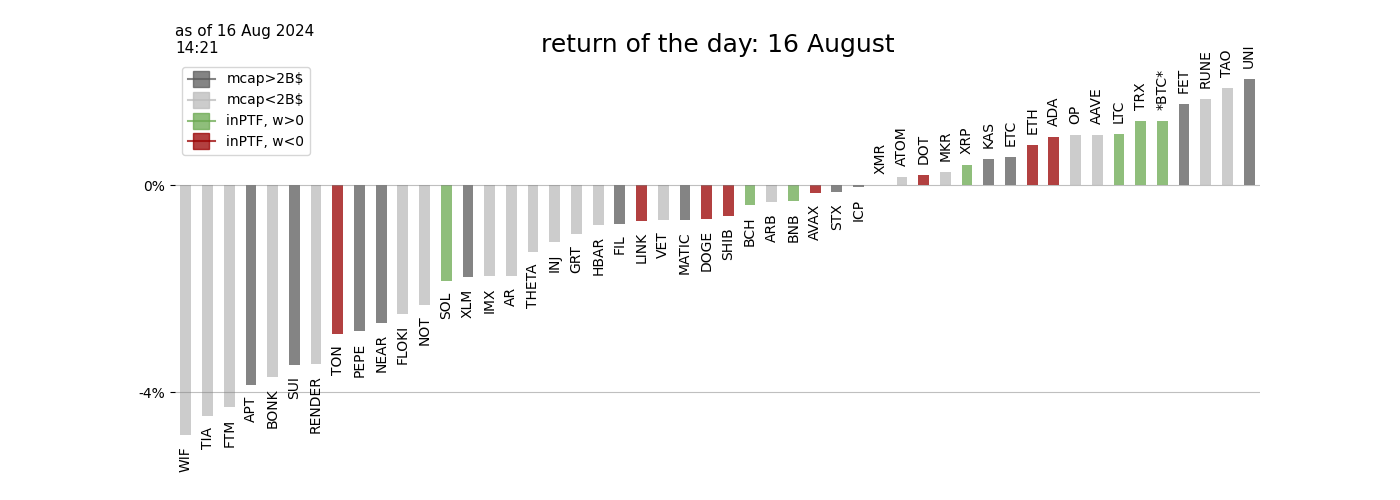 as of 16 Aug 2024
14:21
return of the day: 16 August
mcap>2B$
mcap<2B$
inPTF, w>0
inPTF, w<0
0%
-4%
WIF
TIA
FTM
APT
BONK
SUI
RENDER
TON
PEPE
NEAR
FLOKI
NOT
SOL
XLM
IMX
AR
THETA
INJ
GRT
HBAR
FIL
LINK
VET
MATIC
DOGE
SHIB
BCH
ARB
BNB
AVAX
STX
ICP
XMR
ATOM
DOT
MKR
XRP
KAS
ETC
ETH
ADA
OP
AAVE
LTC
TRX
*BTC*
FET
RUNE
TAO
UNI